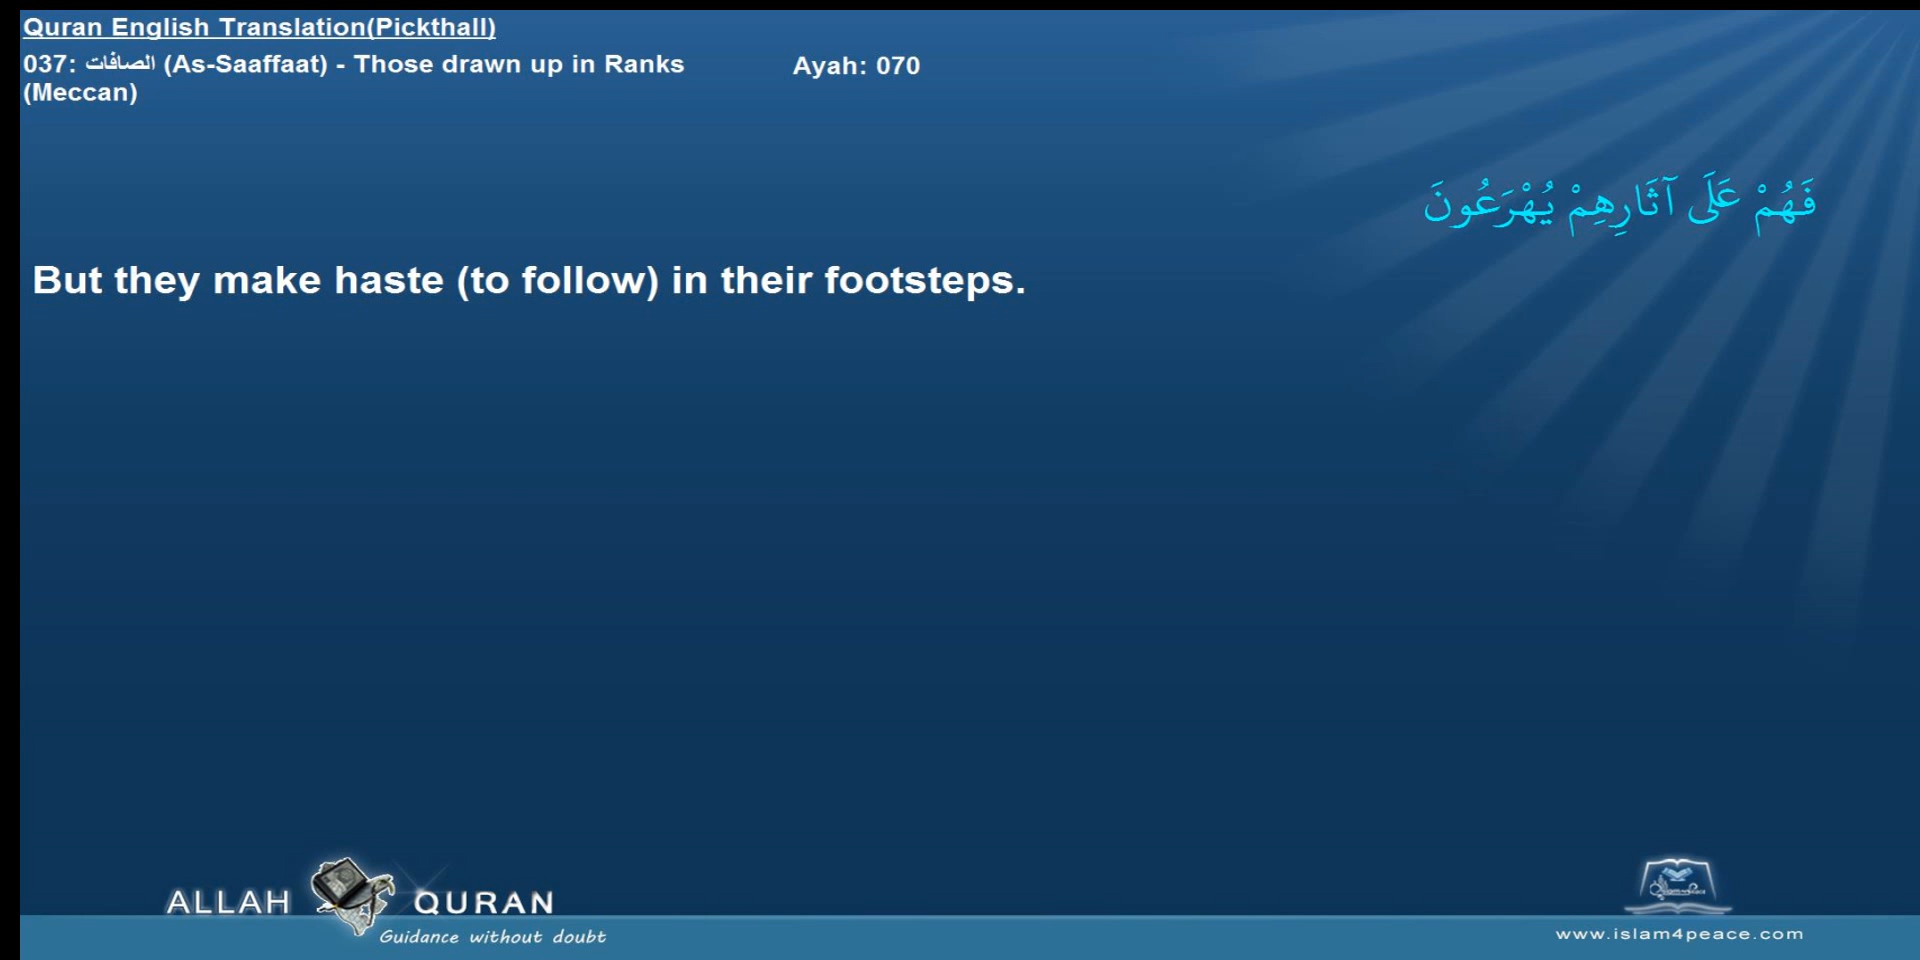 Quran English Translation(Pickthall)
037: الصافات (As-Saaffaat) - Those drawn up in Ranks
(Meccan)
Ayah: 070
فَهُمْ عَلَى آثَارِهِمْ يُهْرَعُونَ
But they make haste (to follow) in their footsteps.
ALLAH QURAN
Guidance without doubt
www.islam4peace.com